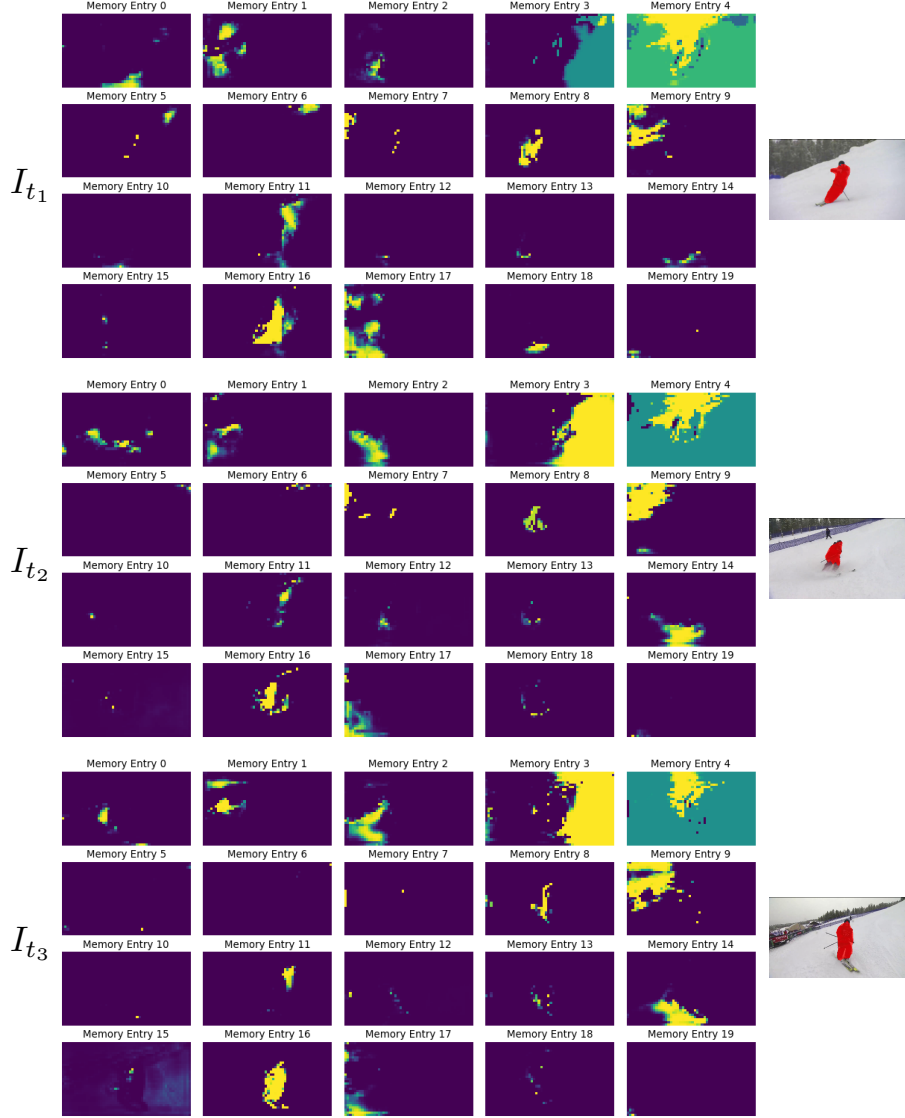 Memory Entry 0 Memory Entry 1 Memory Entry 2 Memory Entry 3 Memory Entry 4
Memory Entry 5 Memory Entry 6 Memory Entry 7 Memory Entry 8 Memory Entry 9
I_{t_1}
Memory Entry 10 Memory Entry 11 Memory Entry 12 Memory Entry 13 Memory Entry 14
Memory Entry 15 Memory Entry 16 Memory Entry 17 Memory Entry 18 Memory Entry 19
Memory Entry 0 Memory Entry 1 Memory Entry 2 Memory Entry 3 Memory Entry 4
Memory Entry 5 Memory Entry 6 Memory Entry 7 Memory Entry 8 Memory Entry 9
I_{t_2}
Memory Entry 10 Memory Entry 11 Memory Entry 12 Memory Entry 13 Memory Entry 14
Memory Entry 15 Memory Entry 16 Memory Entry 17 Memory Entry 18 Memory Entry 19
Memory Entry 0 Memory Entry 1 Memory Entry 2 Memory Entry 3 Memory Entry 4
Memory Entry 5 Memory Entry 6 Memory Entry 7 Memory Entry 8 Memory Entry 9
I_{t_3}
Memory Entry 10 Memory Entry 11 Memory Entry 12 Memory Entry 13 Memory Entry 14
Memory Entry 15 Memory Entry 16 Memory Entry 17 Memory Entry 18 Memory Entry 19